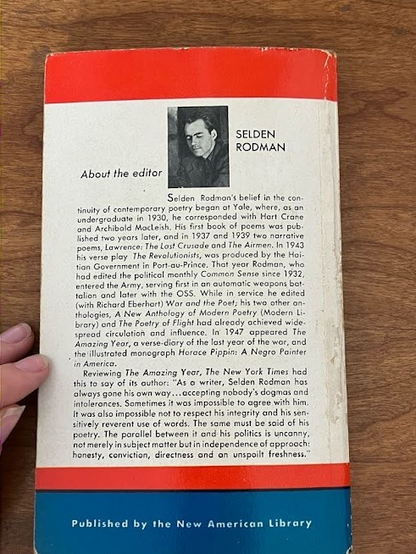 SELDEN
RODMAN
About the editor
Selden Rodman's belief in the con-
tinuity of contemporary poetry began at Yale, where, as an
undergraduate in 1930, he corresponded with Hart Crane
and Archibald MacLeish. His first book of poems was pub-
lished two years later, and in 1937 and 1939 two narrative
poems, Lawrence: The Last Crusade and The Airmen. In 1943
his verse play The Revolutionists, was produced by the Hai-
tian Government in Port-au-Prince. That year Rodman, who
had edited the political monthly Common Sense since 1932,
entered the Army, serving first in an automatic weapons bat-
talion and later with the OSS. While in service he edited
(with Richard Eberhart) War and the Poet; his two other an-
thologies, A New Anthology of Modern Poetry (Modern Li-
brary) and The Poetry of Flight had already achieved wide-
spread circulation and influence. In 1947 appeared The
Amazing Year, a verse-diary of the last year of the war, and
the illustrated monograph Horace Pippin: A Negro Painter
in America.
Reviewing The Amazing Year, The New York Times had
this to say of its author: "As a writer, Selden Rodman has
always gone his own way...accepting nobody's dogmas and
intolerances. Sometimes it was impossible to agree with him.
It was also impossible not to respect his integrity and his sen-
sitively reverent use of words. The same must be said of his
poetry. The parallel between it and his politics is uncanny,
not merely in subject matter but in independence of approach:
honesty, conviction, directness and an unspoilt freshness."
Published by the New American Library